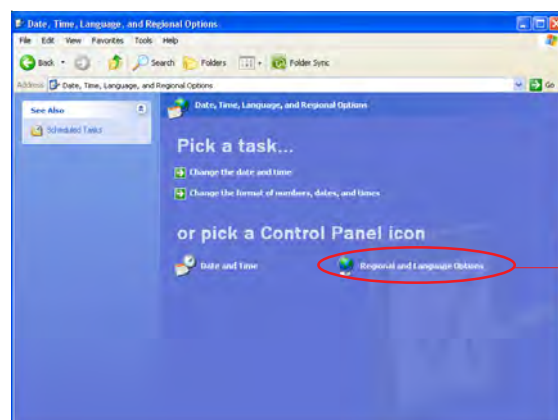 Date, Time, Language, and Regional Options
File Edit View Favorites Tools Help
Back Search Folders Folder Sync
Address Date, Time, Language, and Regional Options Go
See Also
Scheduled Tasks
Date, Time, Language, and Regional Options
Pick a task...
Change the date and time
Change the format of numbers, dates, and times
or pick a Control Panel icon
Date and Time Regional and Language Options